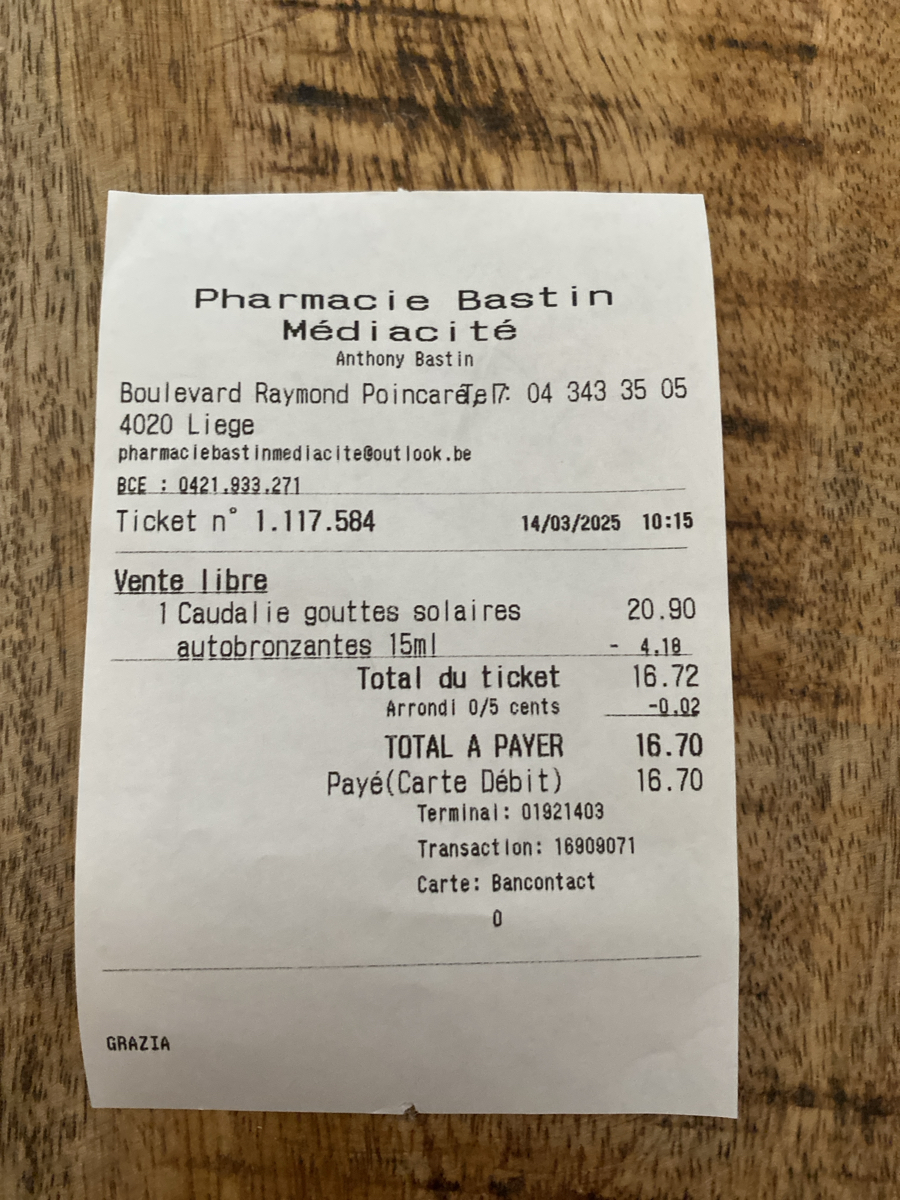 Pharmacie Bastin
Médiacité
Anthony Bastin
Boulevard Raymond Poincaré, 7 Tel: 04 343 35 05
4020 Liege
pharmaciebastinmediacite@outlook.be
BCE : 0421.933.271
Ticket n° 1.117.584 14/03/2025 10:15
Vente libre
1 Caudalie gouttes solaires 20.90
autobronzantes 15ml - 4.18
Total du ticket 16.72
Arrondi 0/5 cents -0.02
TOTAL A PAYER 16.70
Payé(Carte Débit) 16.70
Terminal: 01921403
Transaction: 16909071
Carte: Bancontact
0
GRAZIA